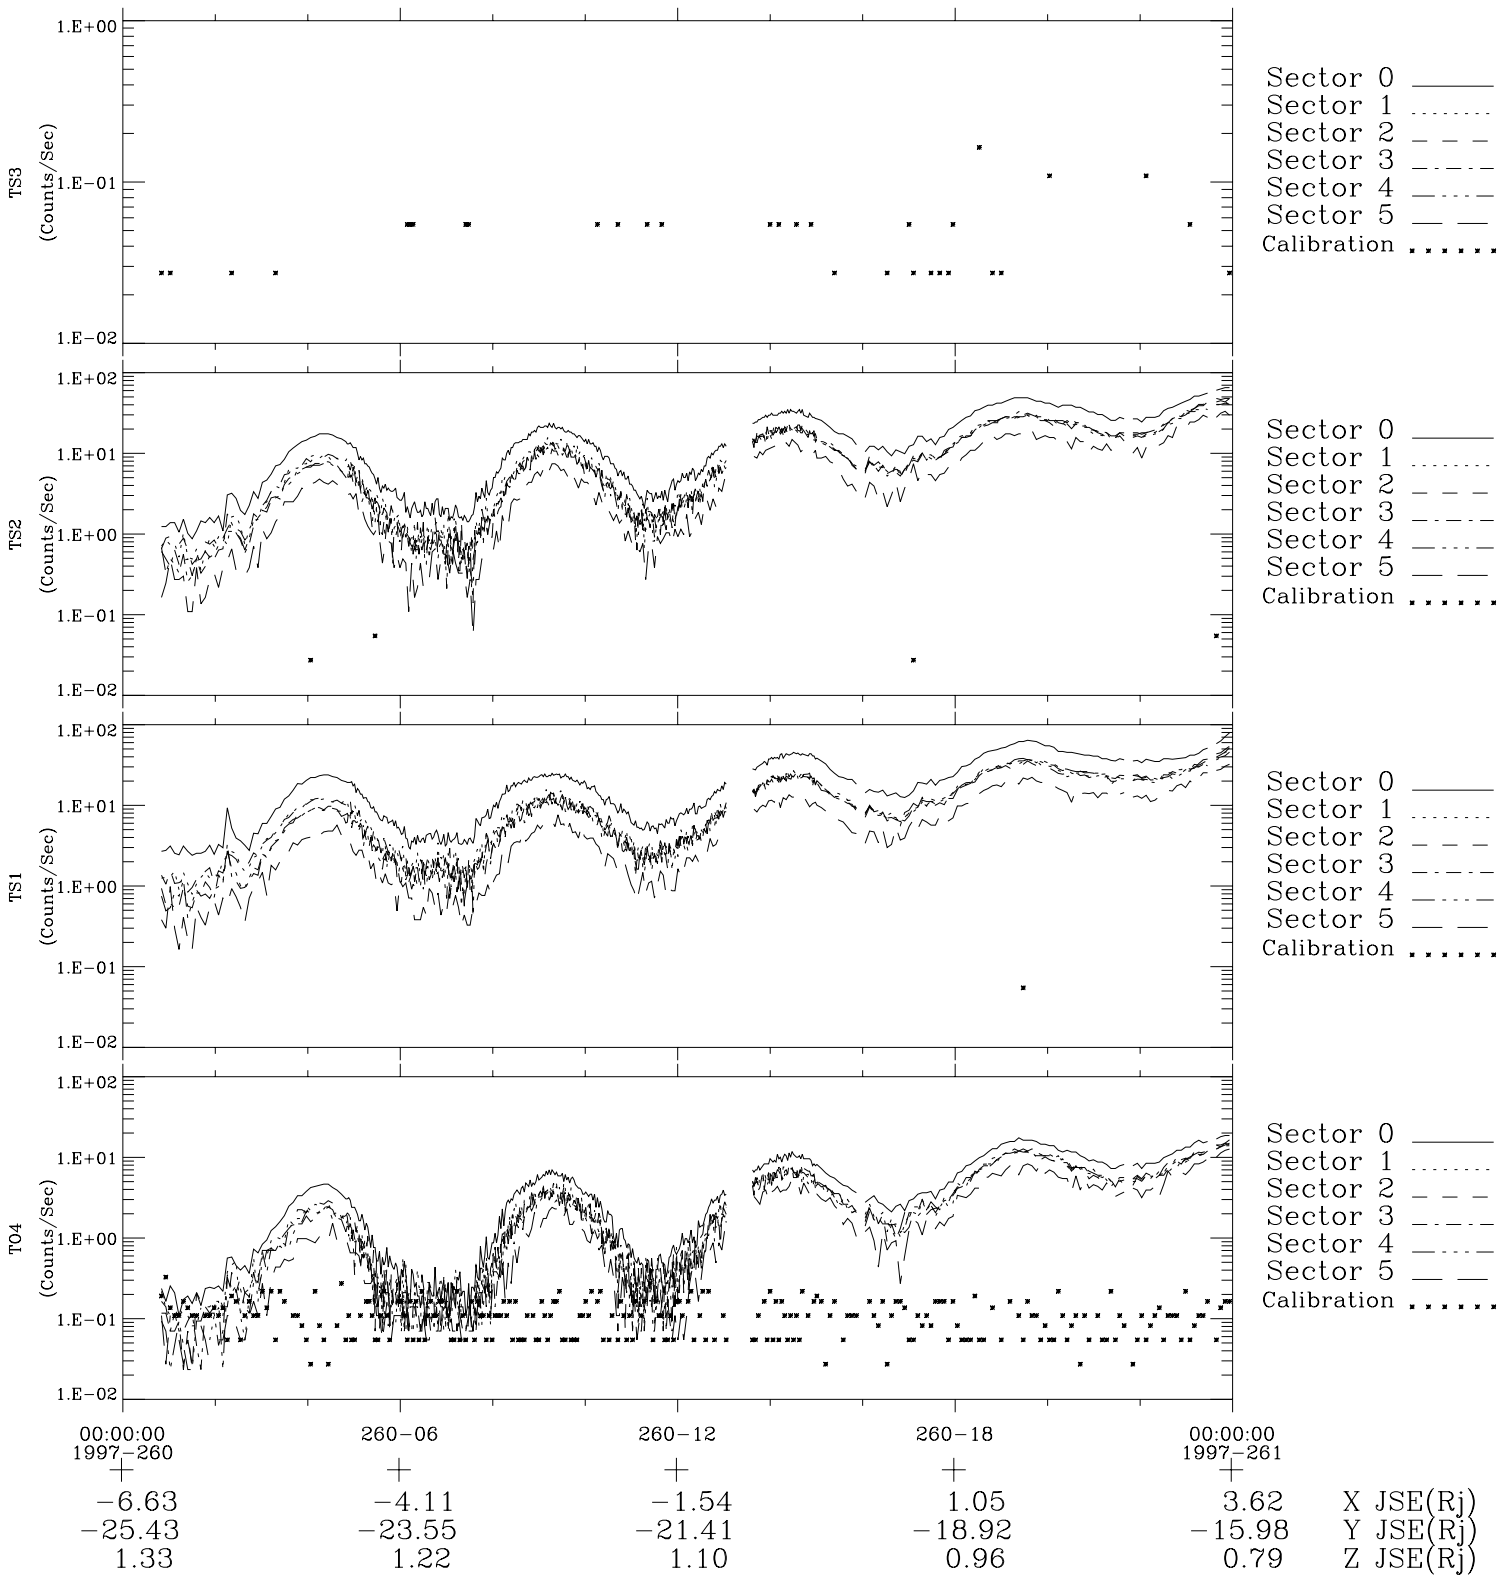 TS3
(Counts/Sec)
1.E+00
1.E-01
1.E-02
Sector 0
Sector 1
Sector 2
Sector 3
Sector 4
Sector 5
Calibration
TS2
(Counts/Sec)
1.E+02
1.E+01
1.E+00
1.E-01
1.E-02
Sector 0
Sector 1
Sector 2
Sector 3
Sector 4
Sector 5
Calibration
TS1
(Counts/Sec)
1.E+02
1.E+01
1.E+00
1.E-01
1.E-02
Sector 0
Sector 1
Sector 2
Sector 3
Sector 4
Sector 5
Calibration
TO4
(Counts/Sec)
1.E+02
1.E+01
1.E+00
1.E-01
1.E-02
Sector 0
Sector 1
Sector 2
Sector 3
Sector 4
Sector 5
Calibration
00:00:00 260-06 260-12 260-18 00:00:00
1997-260 1997-261
-6.63 -4.11 -1.54 1.05 3.62 X JSE(Rj)
-25.43 -23.55 -21.41 -18.92 -15.98 Y JSE(Rj)
1.33 1.22 1.10 0.96 0.79 Z JSE(Rj)